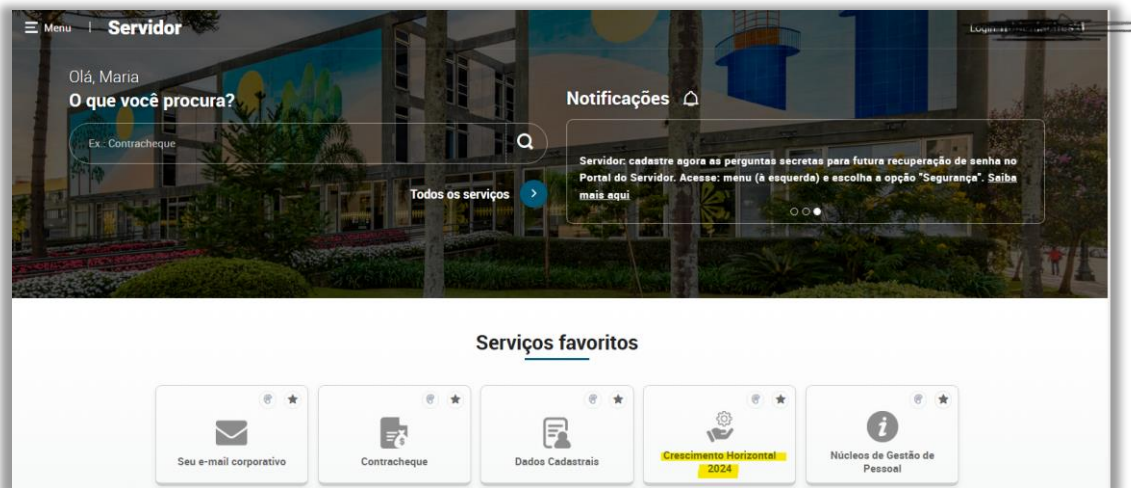 Menu | Servidor
Login
Olá, Maria
O que você procura?
Ex.: Contracheque
Todos os serviços
Notificações
Servidor: cadastre agora as perguntas secretas para futura recuperação de senha no
Portal do Servidor. Acesse: menu (à esquerda) e escolha a opção "Segurança". Saiba
mais aqui
Serviços favoritos
Seu e-mail corporativo
Contracheque
Dados Cadastrais
Crescimento Horizontal
2024
Núcleos de Gestão de
Pessoal